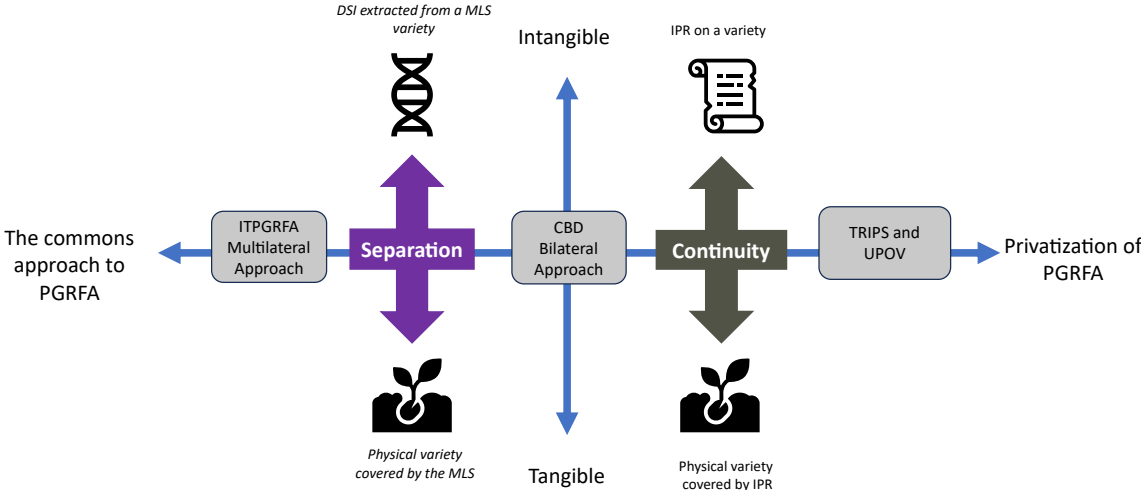 DSI extracted from a MLS
variety
Intangible
IPR on a variety
The commons
approach to
PGRFA
ITPGRFA
Multilateral
Approach
Separation
CBD
Bilateral
Approach
Continuity
TRIPS and
UPOV
Privatization of
PGRFA
Physical variety
covered by the MLS
Tangible
Physical variety
covered by IPR